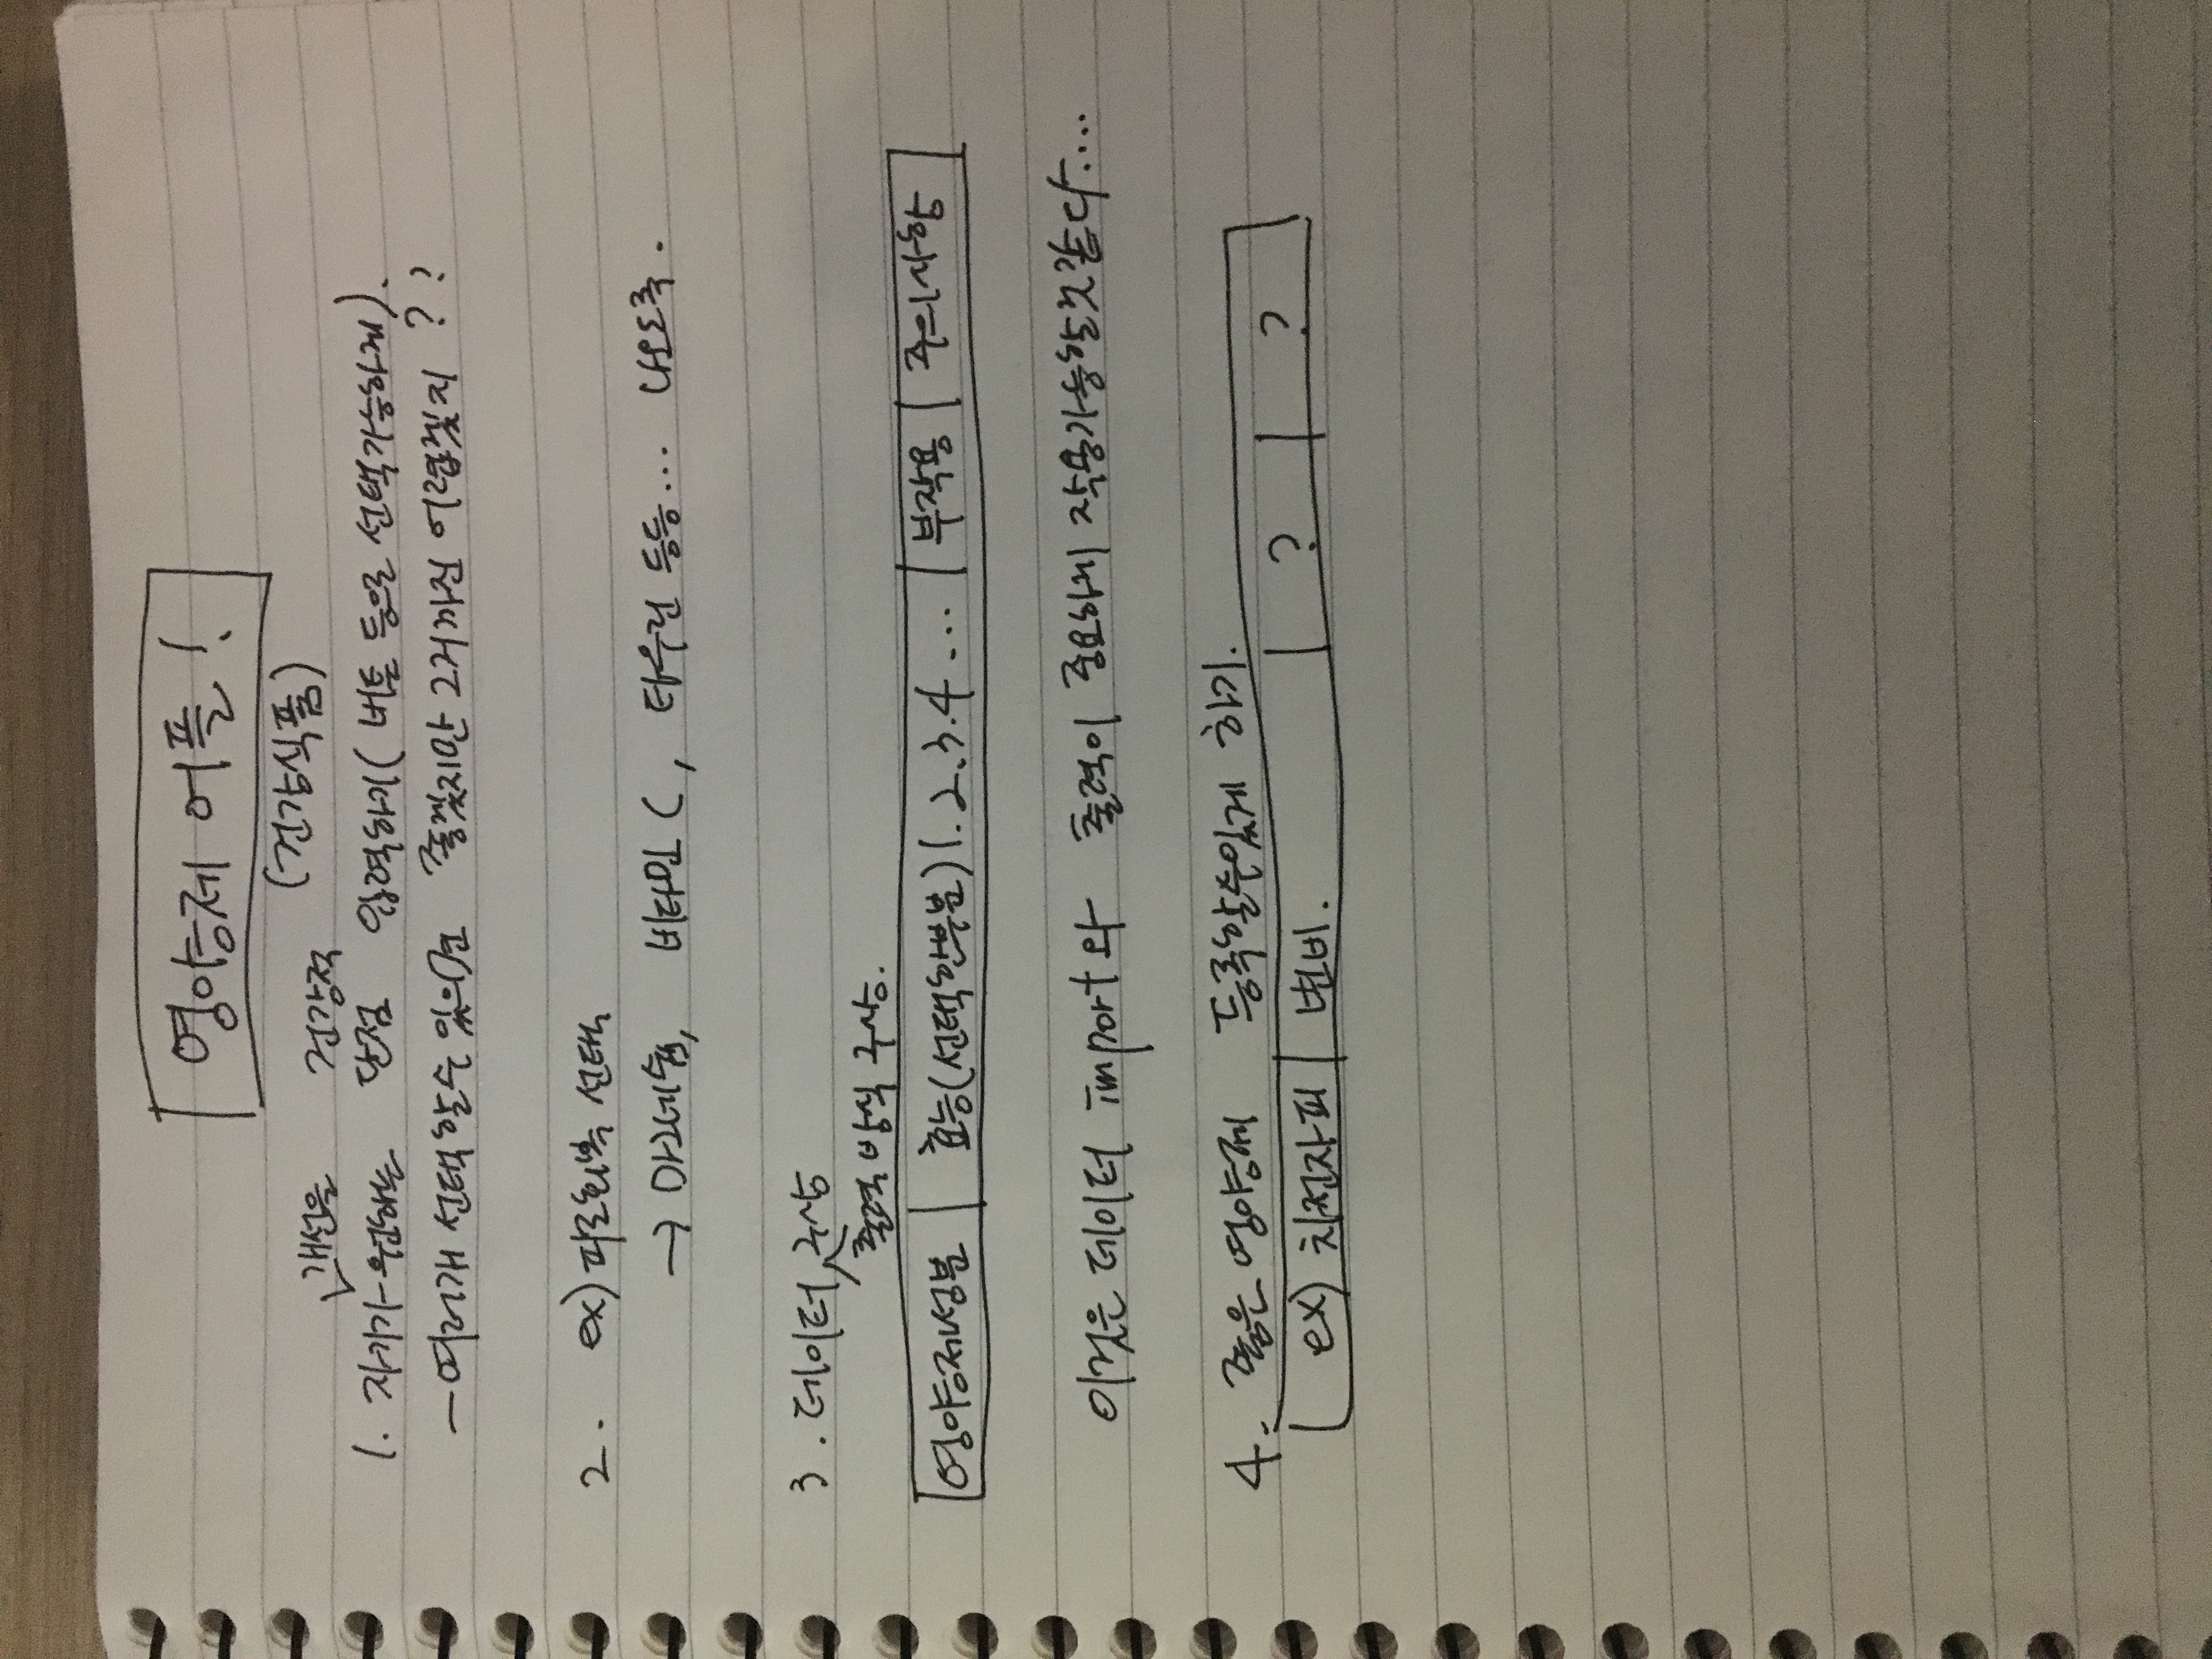 영양제 어플!
(건강식품)
개선을 건강적
1. 자기가 원하는 단점 입력하기(버튼 등으로 선택가능하게).
-여러개 선택할수 있으면 좋겠지만 그거까진 어렵겠지??
2. ex) 피로회복 선택
→ 마그네슘, 비타민 C, 타우린 등등... 나오도록.
3. 데이터 구상
출력 방식 구상.
영양제성분 효능(선택한부분)1.2.3.4... 부작용 주의사항
이것은 데이터 import와 출력이 중요하게 작용가능할것같다....
4. 좋은 영양제 등록할수있게 하기.
ex) 차전자피 변비. ? ?